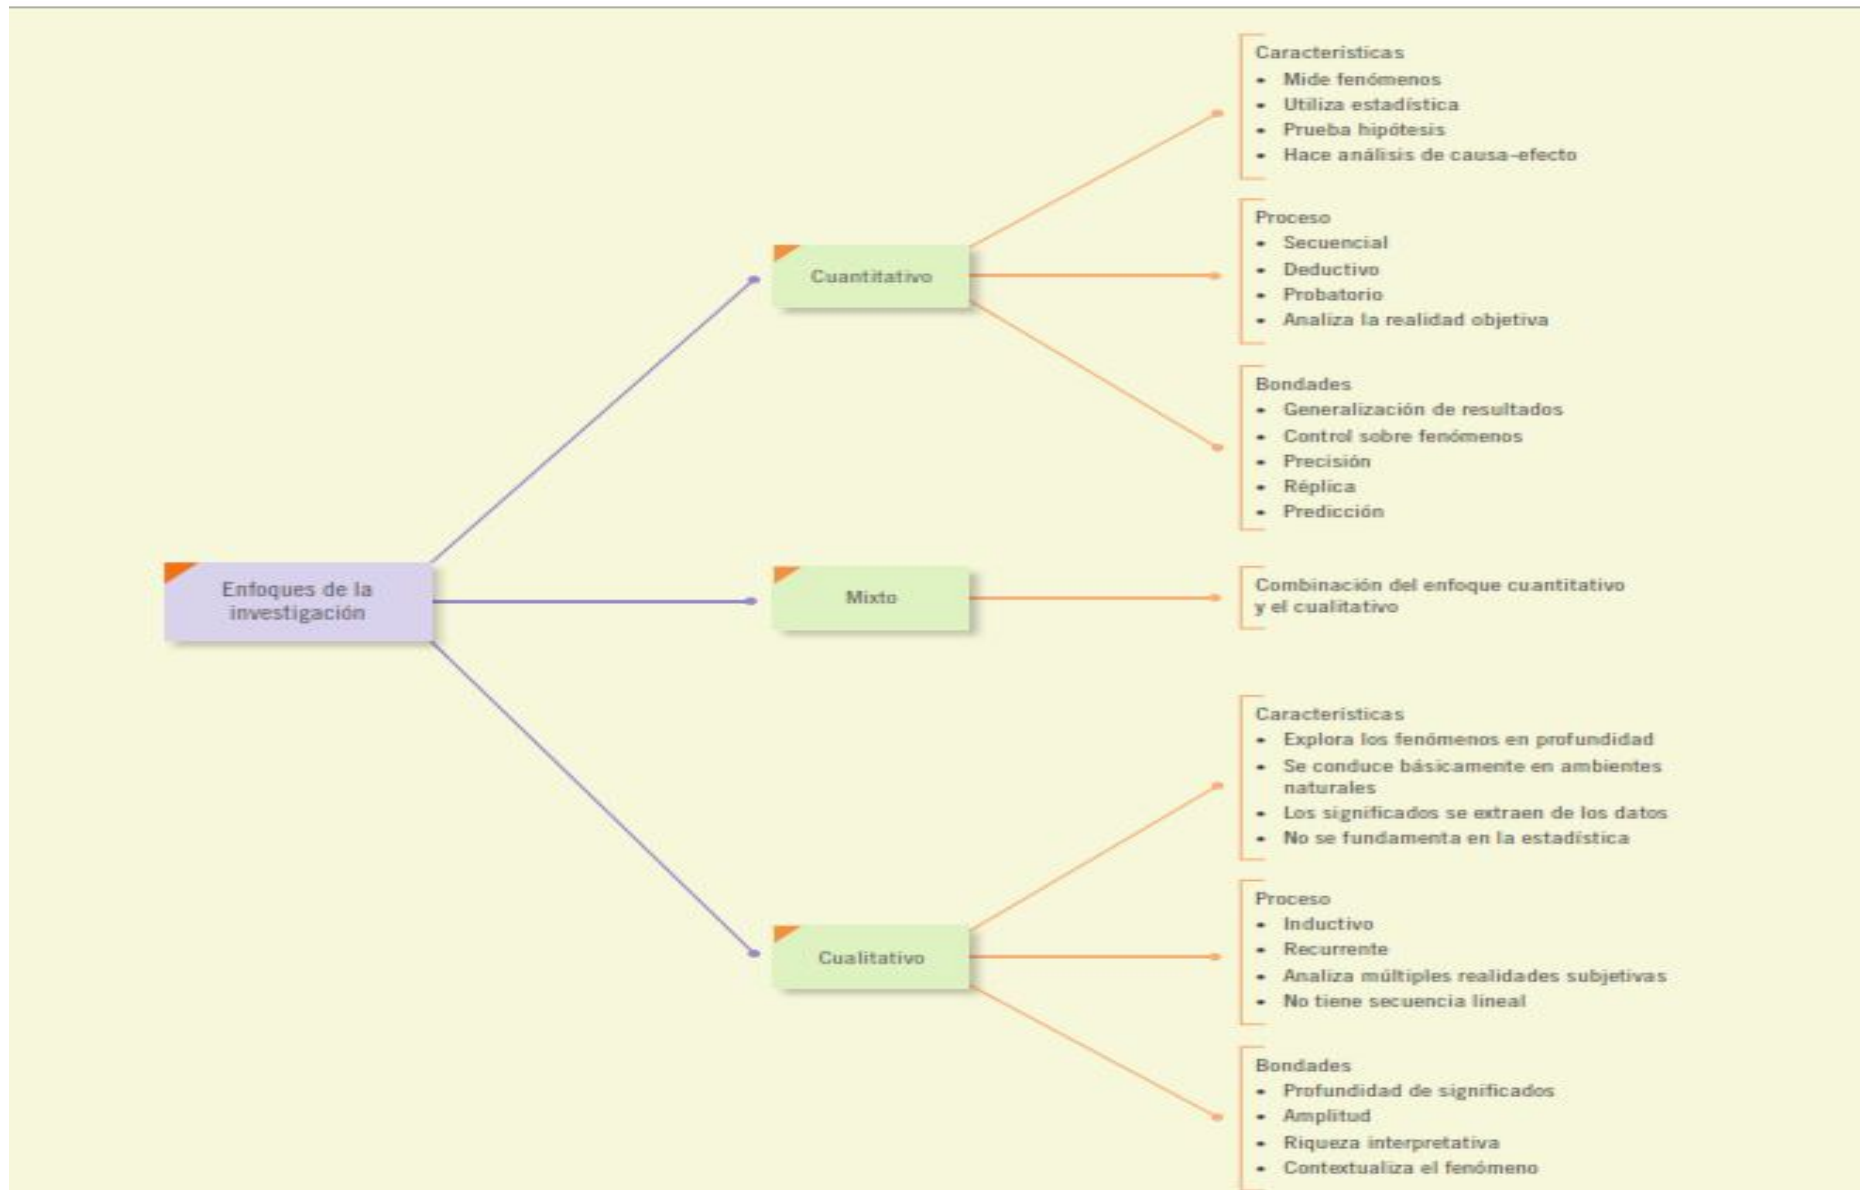 Enfoques de la
investigación
Cuantitativo
Características
• Mide fenómenos
• Utiliza estadística
• Prueba hipótesis
• Hace análisis de causa-efecto
Proceso
• Secuencial
• Deductivo
• Probatorio
• Analiza la realidad objetiva
Bondades
• Generalización de resultados
• Control sobre fenómenos
• Precisión
• Réplica
• Predicción
Mixto
Combinación del enfoque cuantitativo
y el cualitativo
Cualitativo
Características
• Explora los fenómenos en profundidad
• Se conduce básicamente en ambientes
naturales
• Los significados se extraen de los datos
• No se fundamenta en la estadística
Proceso
• Inductivo
• Recurrente
• Analiza múltiples realidades subjetivas
• No tiene secuencia lineal
Bondades
• Profundidad de significados
• Amplitud
• Riqueza interpretativa
• Contextualiza el fenómeno